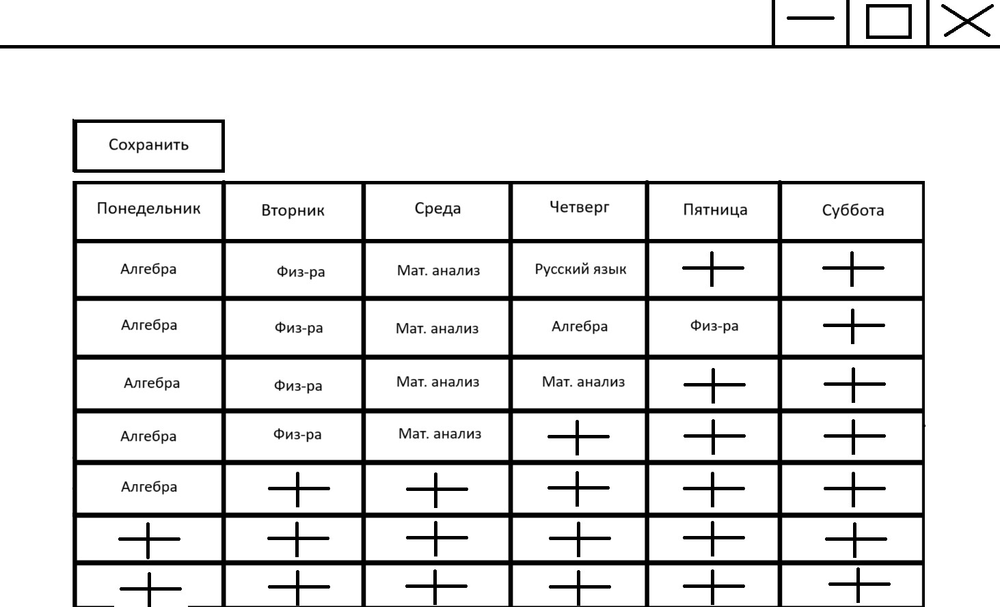 Сохранить
Понедельник Вторник Среда Четверг Пятница Суббота
Алгебра Физ-ра Мат. анализ Русский язык
Алгебра Физ-ра Мат. анализ Алгебра Физ-ра
Алгебра Физ-ра Мат. анализ Мат. анализ
Алгебра Физ-ра Мат. анализ
Алгебра